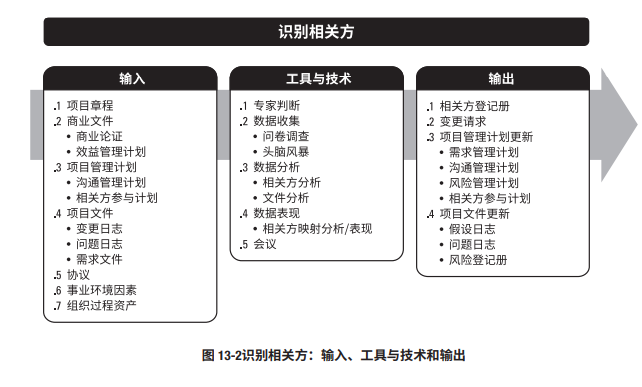 识别相关方
输入
.1 项目章程
.2 商业文件
• 商业论证
• 效益管理计划
.3 项目管理计划
• 沟通管理计划
• 相关方参与计划
.4 项目文件
• 变更日志
• 问题日志
• 需求文件
.5 协议
.6 事业环境因素
.7 组织过程资产
工具与技术
.1 专家判断
.2 数据收集
• 问卷调查
• 头脑风暴
.3 数据分析
• 相关方分析
• 文件分析
.4 数据表现
• 相关方映射分析/表现
.5 会议
输出
.1 相关方登记册
.2 变更请求
.3 项目管理计划更新
• 需求管理计划
• 沟通管理计划
• 风险管理计划
• 相关方参与计划
.4 项目文件更新
• 假设日志
• 问题日志
• 风险登记册
图 13-2识别相关方：输入、工具与技术和输出